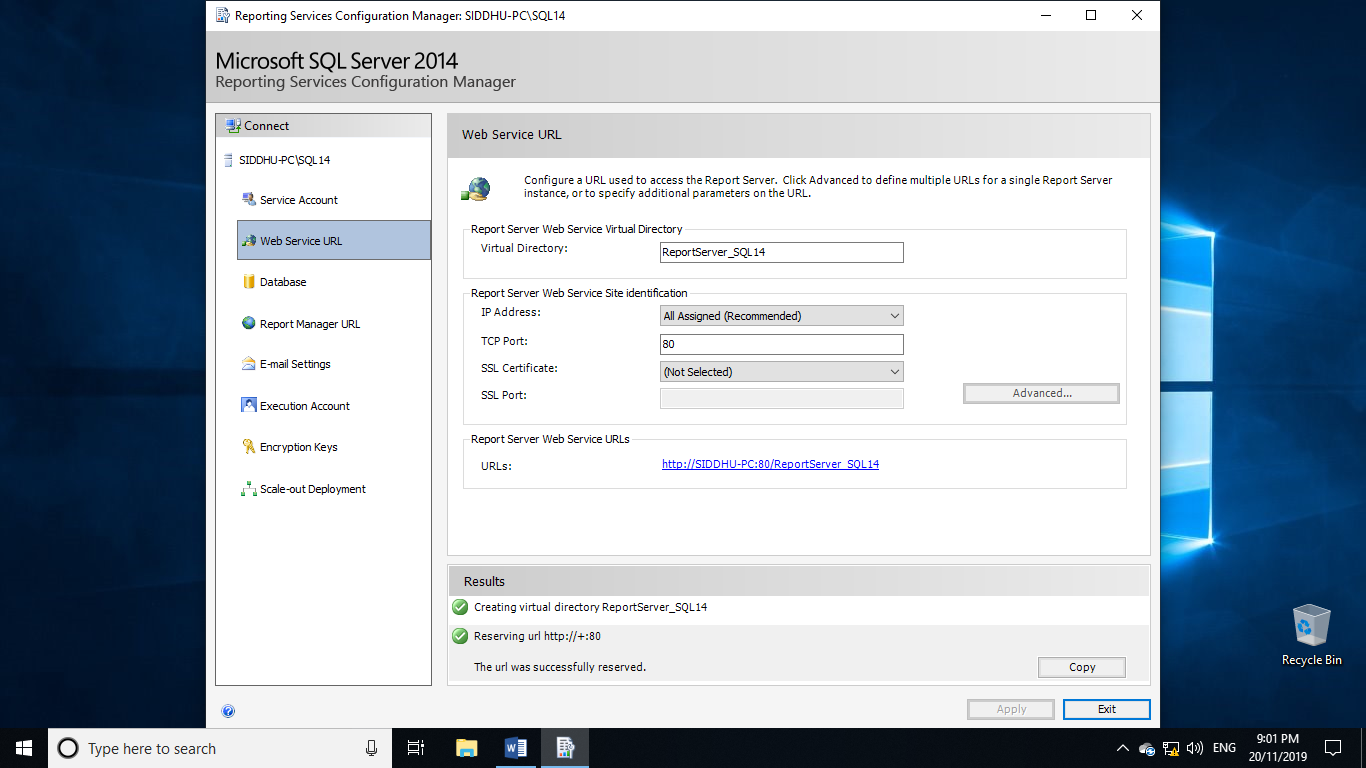 Reporting Services Configuration Manager: SIDDHU-PC\SQL14
Microsoft SQL Server 2014
Reporting Services Configuration Manager
Connect
SIDDHU-PC\SQL14
Service Account
Web Service URL
Database
Report Manager URL
E-mail Settings
Execution Account
Encryption Keys
Scale-out Deployment
Web Service URL
Configure a URL used to access the Report Server. Click Advanced to define multiple URLs for a single Report Server
instance, or to specify additional parameters on the URL.
Report Server Web Service Virtual Directory
Virtual Directory: ReportServer_SQL14
Report Server Web Service Site identification
IP Address: All Assigned (Recommended)
TCP Port: 80
SSL Certificate: (Not Selected)
SSL Port:
Advanced...
Report Server Web Service URLs
URLs: http://SIDDHU-PC:80/ReportServer_SQL14
Results
Creating virtual directory ReportServer_SQL14
Reserving url http://+:80
The url was successfully reserved.
Copy
Apply Exit
Recycle Bin
Type here to search
ENG
9:01 PM
20/11/2019